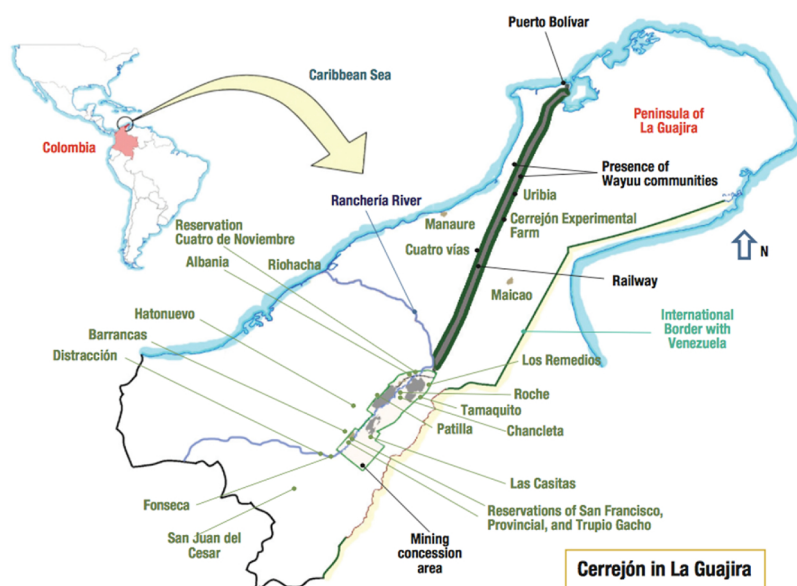 Puerto Bolívar
Caribbean Sea
Peninsula of
La Guajira
Colombia
Presence of
Wayuu communities
Ranchería River
Uribia
Reservation
Cuatro de Noviembre
Manaure
Cerrejón Experimental
Farm
Albania
Cuatro vías
N
Riohacha
Railway
Maicao
Hatonuevo
International
Border with
Venezuela
Barrancas
Distracción
Los Remedios
Roche
Tamaquito
Patilla
Chancleta
Las Casitas
Fonseca
Reservations of San Francisco,
Provincial, and Trupio Gacho
San Juan del
Cesar
Mining
concession
area
Cerrejón in La Guajira